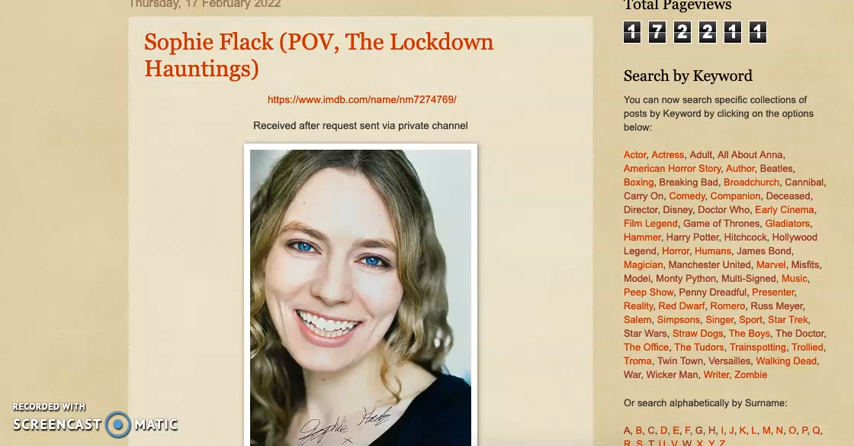 Thursday, 17 February 2022
Sophie Flack (POV, The Lockdown
Hauntings)
https://www.imdb.com/name/nm7274769/
Received after request sent via private channel
Sophie Flack
x
RECORDED WITH
SCREENCAST MATIC
Total Pageviews
172211
Search by Keyword
You can now search specific collections of
posts by Keyword by clicking on the options
below:
Actor, Actress, Adult, All About Anna,
American Horror Story, Author, Beatles,
Boxing, Breaking Bad, Broadchurch, Cannibal,
Carry On, Comedy, Companion, Deceased,
Director, Disney, Doctor Who, Early Cinema,
Film Legend, Game of Thrones, Gladiators,
Hammer, Harry Potter, Hitchcock, Hollywood
Legend, Horror, Humans, James Bond,
Magician, Manchester United, Marvel, Misfits,
Model, Monty Python, Multi-Signed, Music,
Peep Show, Penny Dreadful, Presenter,
Reality, Red Dwarf, Romero, Russ Meyer,
Salem, Simpsons, Singer, Sport, Star Trek,
Star Wars, Straw Dogs, The Boys, The Doctor,
The Office, The Tudors, Trainspotting, Trollied,
Troma, Twin Town, Versailles, Walking Dead,
War, Wicker Man, Writer, Zombie
Or search alphabetically by Surname:
A, B, C, D, E, F, G, H, I, J, K, L, M, N, O, P, Q,
R, S, T, U, V, W, X, Y, Z